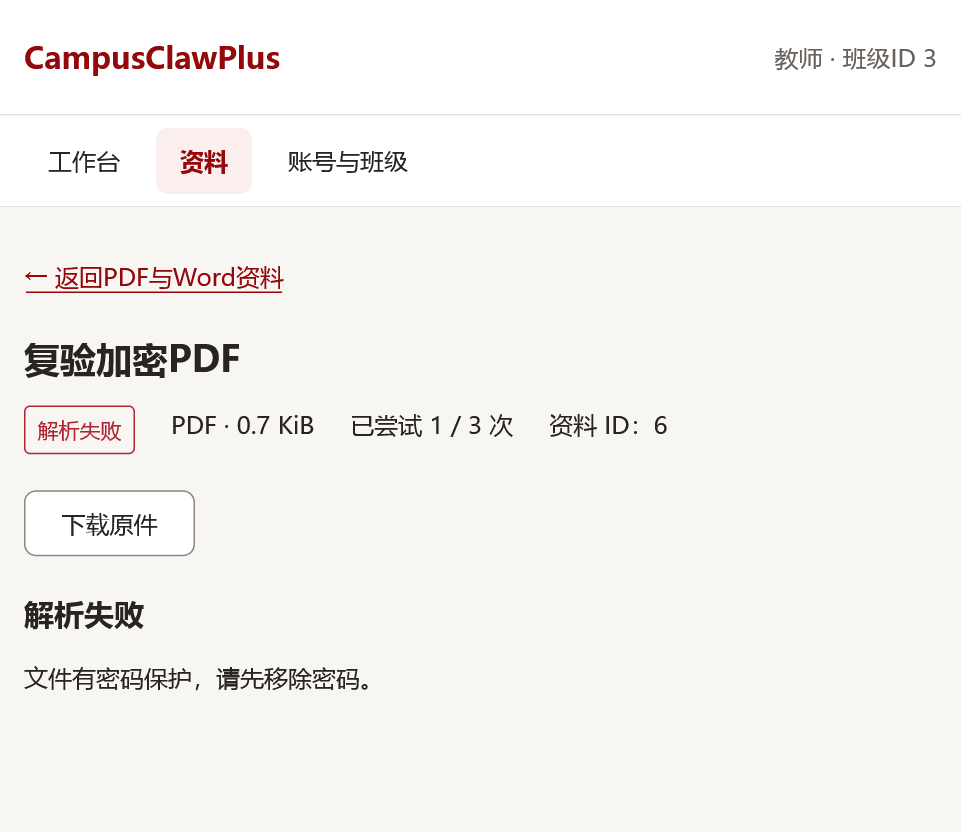 CampusClawPlus
教师 · 班级ID 3
工作台 资料 账号与班级
← 返回PDF与Word资料
复验加密PDF
解析失败 PDF · 0.7 KiB 已尝试 1 / 3 次 资料 ID：6
下载原件
解析失败
文件有密码保护，请先移除密码。